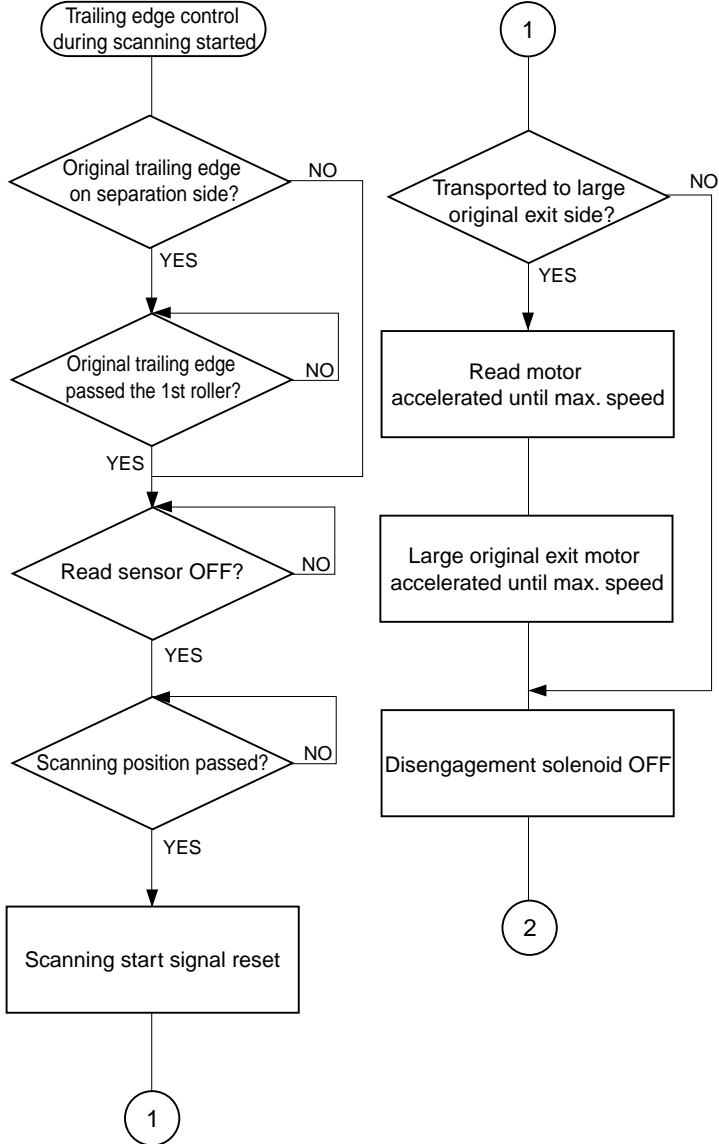 Trailing edge control
during scanning started
Original trailing edge
on separation side?
NO
YES
Original trailing edge
passed the 1st roller?
NO
YES
Read sensor OFF?
NO
YES
Scanning position passed?
NO
YES
Scanning start signal reset
1
1
Transported to large
original exit side?
NO
YES
Read motor
accelerated until max. speed
Large original exit motor
accelerated until max. speed
Disengagement solenoid OFF
2